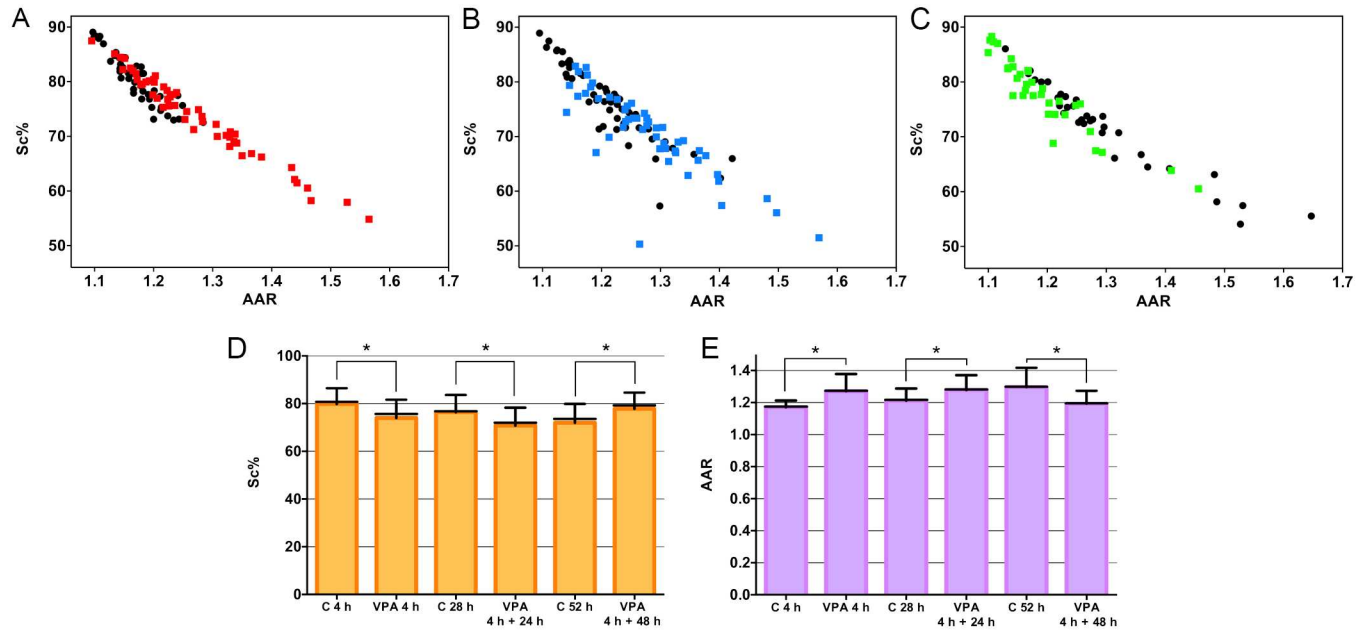 A
B
C
Sc%
90
80
70
60
50
1.1 1.2 1.3 1.4 1.5 1.6 1.7
AAR
Sc%
90
80
70
60
50
1.1 1.2 1.3 1.4 1.5 1.6 1.7
AAR
Sc%
90
80
70
60
50
1.1 1.2 1.3 1.4 1.5 1.6 1.7
AAR
D
Sc%
100
80
60
40
20
0
* * *
C 4 h VPA 4 h C 28 h VPA C 52 h VPA
4 h + 24 h 4 h + 48 h
E
AAR
1.4
1.2
1.0
0.8
0.6
0.4
0.2
0.0
* * *
C 4 h VPA 4 h C 28 h VPA C 52 h VPA
4 h + 24 h 4 h + 48 h